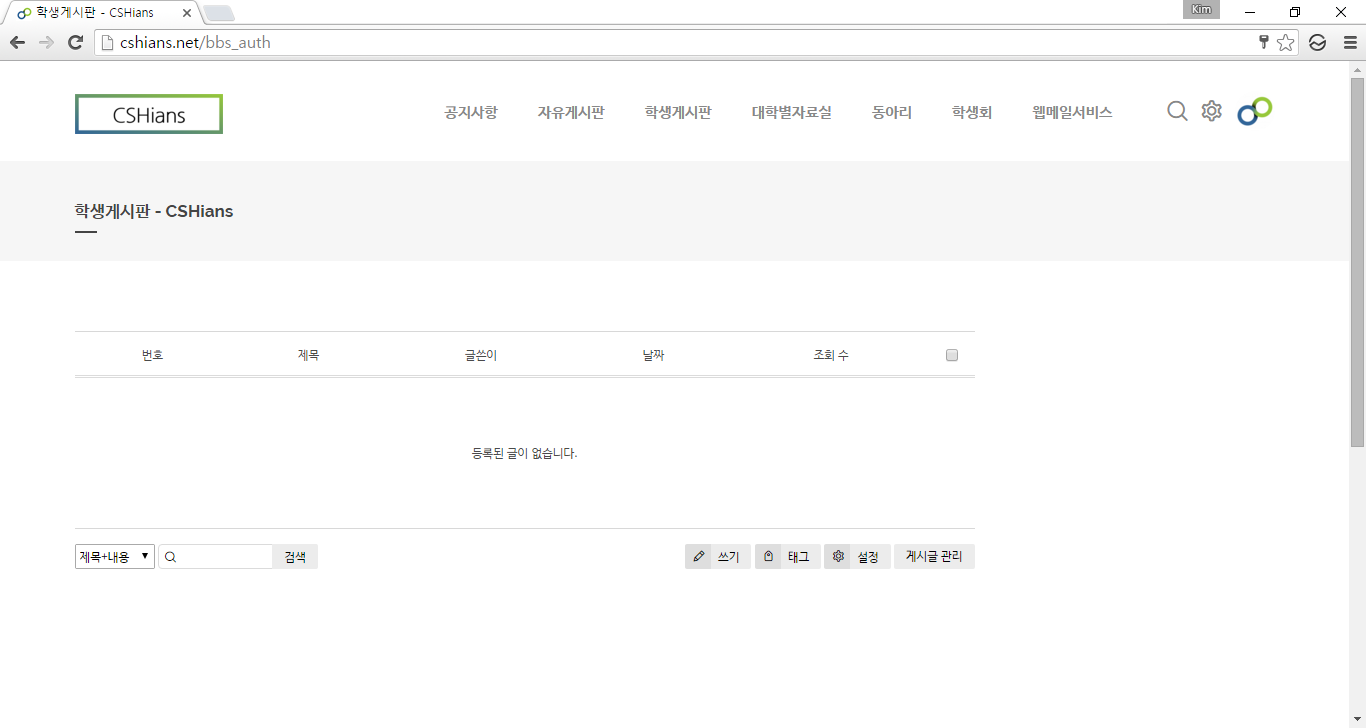 학생게시판 - CSHians
Kim
cshians.net/bbs_auth
CSHians
공지사항 자유게시판 학생게시판 대학별자료실 동아리 학생회 웹메일서비스
학생게시판 - CSHians
번호 제목 글쓴이 날짜 조회 수
등록된 글이 없습니다.
제목+내용 검색 쓰기 태그 설정 게시글 관리